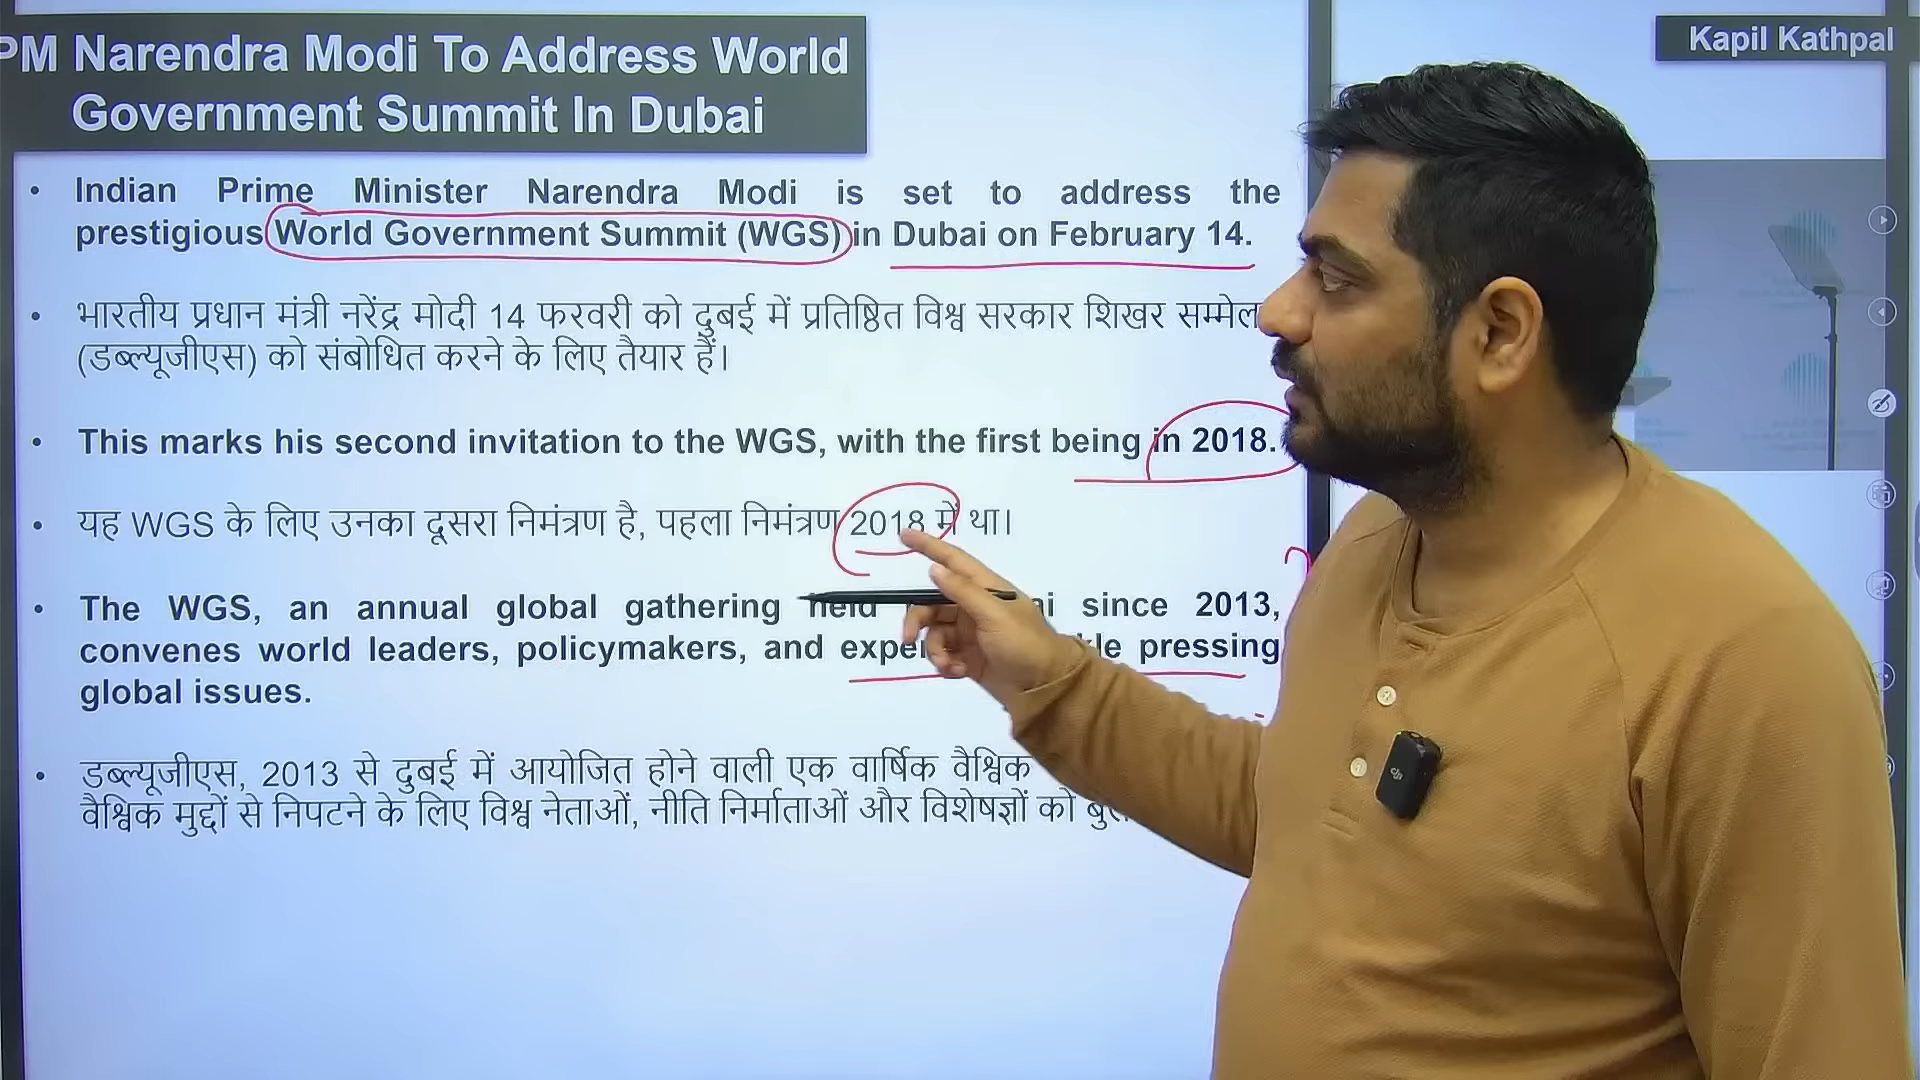 PM Narendra Modi To Address World
Government Summit In Dubai
Kapil Kathpal
• Indian Prime Minister Narendra Modi is set to address the
prestigious World Government Summit (WGS) in Dubai on February 14.
• भारतीय प्रधान मंत्री नरेंद्र मोदी 14 फरवरी को दुबई में प्रतिष्ठित विश्व सरकार शिखर
(डब्ल्यूजीएस) को संबोधित करने के लिए तैयार हैं।
• This marks his second invitation to the WGS, with the first being in 2018.
• यह WGS के लिए उनका दूसरा निमंत्रण है, पहला निमंत्रण 2018 में था।
• The WGS, an annual global gathering held since 2013,
convenes world leaders, policymakers, and pressing
global issues.
• डब्ल्यूजीएस, 2013 से दुबई में आयोजित होने वाली एक वार्षिक वैश्विक
वैश्विक मुद्दों से निपटने के लिए विश्व नेताओं, नीति निर्माताओं और विशेषज्ञों को
dji